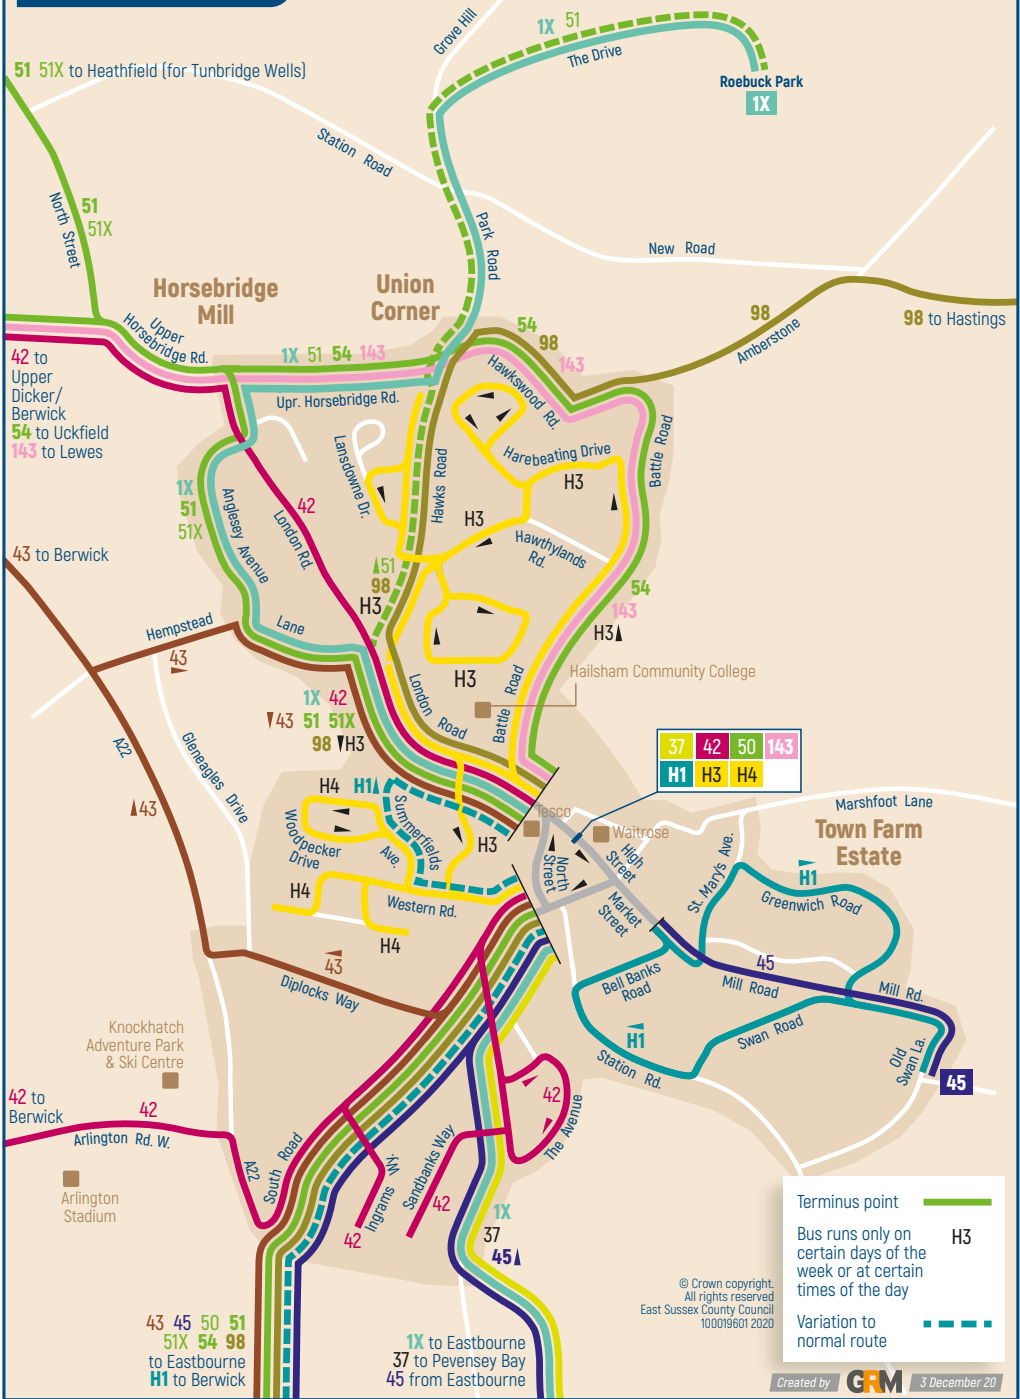 1X 51
The Drive
Grove Hill
Roebuck Park
1X
51 51X to Heathfield (for Tunbridge Wells)
Station Road
North Street
51
51X
Park Road
New Road
Horsebridge
Mill
Union
Corner
98
Amberstone
98 to Hastings
Upper
Horsebridge Rd.
1X 51 54 143
54
98
143
Upr. Horsebridge Rd.
Hawkswood Rd.
42 to
Upper
Dicker/
Berwick
54 to Uckfield
143 to Lewes
Lansdowne Dr.
Hawks Road
Harebeating Drive
H3
Battle Road
1X
51
51X
Anglesey Avenue
London Rd.
42
H3
Hawthylands
Rd.
43 to Berwick
51
98
H3
54
143
H3
Hempstead
Lane
43
H3
Hailsham Community College
London Road
Battle Road
1X 42
43 51 51X
98 H3
A22
Gleneagles Drive
37 42 50 143
H1 H3 H4
43
H4
H1
Woodpecker
Drive
Summerfields
Ave.
H3
Tesco
Waitrose
North
Street
High
Street
Market
Street
Marshfoot Lane
Town Farm
Estate
St. Mary's Ave.
H1
Greenwich Road
H4
Western Rd.
H4
43
Diplocks Way
45
Mill Road
Mill Rd.
Bell Banks
Road
H1
Station Rd.
Swan Road
Old
Swan La.
45
Knockhatch
Adventure Park
& Ski Centre
42 to
Berwick
42
Arlington Rd. W.
A22
South Road
Arlington
Stadium
Ingrams Wy.
42
Sandbanks Way
42
42
The Avenue
1X
37
45
Terminus point
Bus runs only on
certain days of the
week or at certain
times of the day
H3
Variation to
normal route
© Crown copyright.
All rights reserved
East Sussex County Council
100019601 2020
43 45 50 51
51X 54 98
to Eastbourne
H1 to Berwick
1X to Eastbourne
37 to Pevensey Bay
45 from Eastbourne
Created by GRM 3 December 20